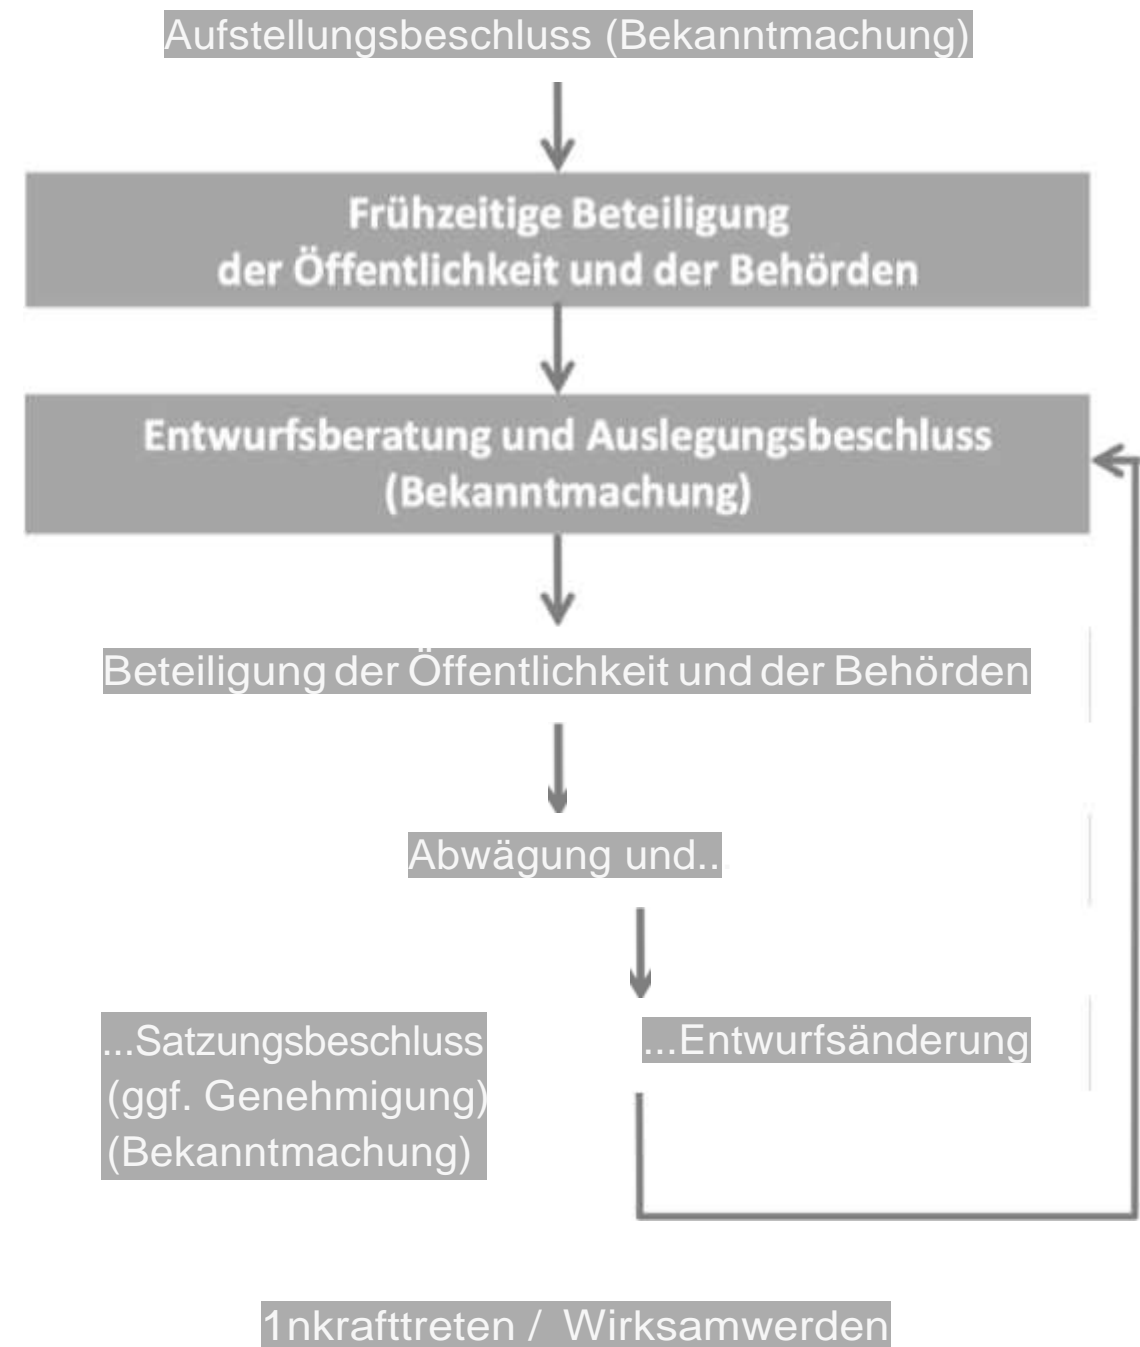 Aufstellungsbeschluss (Bekanntmachung)
Frühzeitige Beteiligung
der Öffentlichkeit und der Behörden
Entwurfsberatung und Auslegungsbeschluss
(Bekanntmachung)
Beteiligung der Öffentlichkeit und der Behörden
Abwägung und...
...Satzungsbeschluss
(ggf. Genehmigung)
(Bekanntmachung)
...Entwurfsänderung
1nkrafttreten / Wirksamwerden